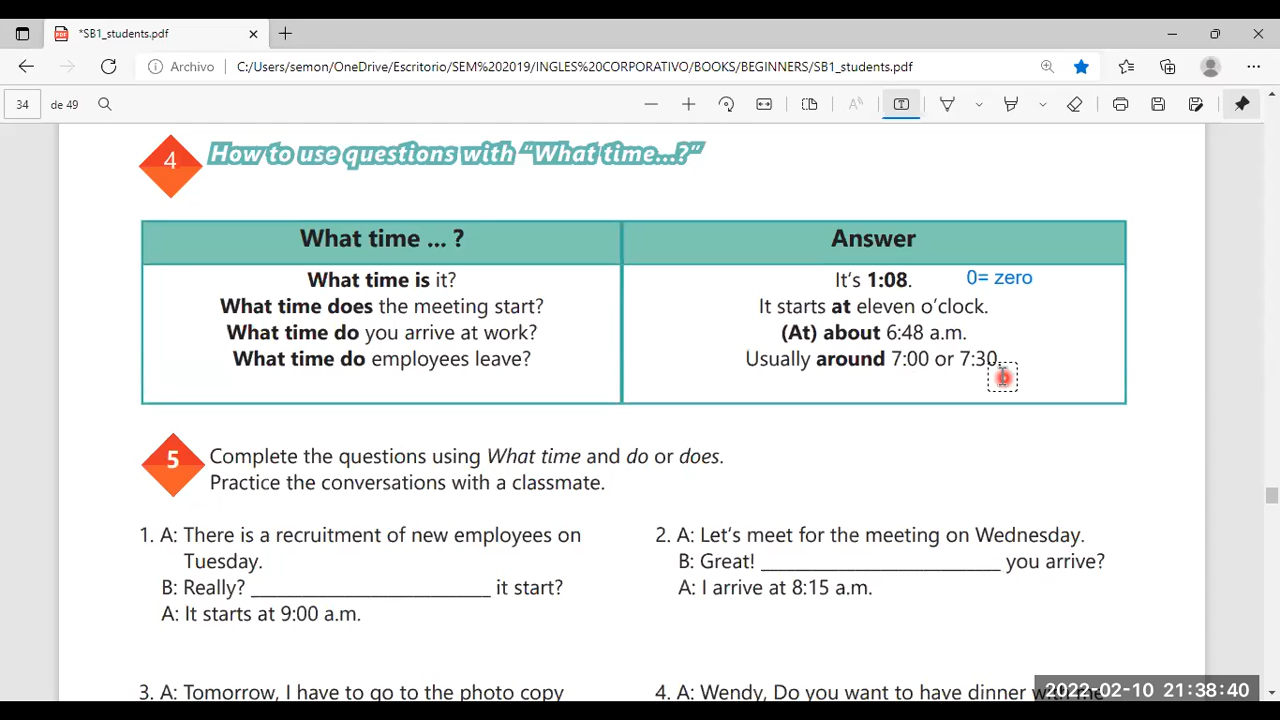 *SB1_students.pdf
Archivo C:/Users/semon/OneDrive/Escritorio/SEM%202019/INGLES%20CORPORATIVO/BOOKS/BEGINNERS/SB1_students.pdf
34 de 49
4 How to use questions with “What time...?”
What time ... ? Answer
What time is it? It's 1:08. 0= zero
What time does the meeting start? It starts at eleven o'clock.
What time do you arrive at work? (At) about 6:48 a.m.
What time do employees leave? Usually around 7:00 or 7:30.
5 Complete the questions using What time and do or does.
Practice the conversations with a classmate.
1. A: There is a recruitment of new employees on
Tuesday.
B: Really? ______________________ it start?
A: It starts at 9:00 a.m.
2. A: Let's meet for the meeting on Wednesday.
B: Great! ______________________ you arrive?
A: I arrive at 8:15 a.m.
3. A: Tomorrow, I have to go to the photo copy
4. A: Wendy, Do you want to have dinner with me
2022-02-10 21:38:40